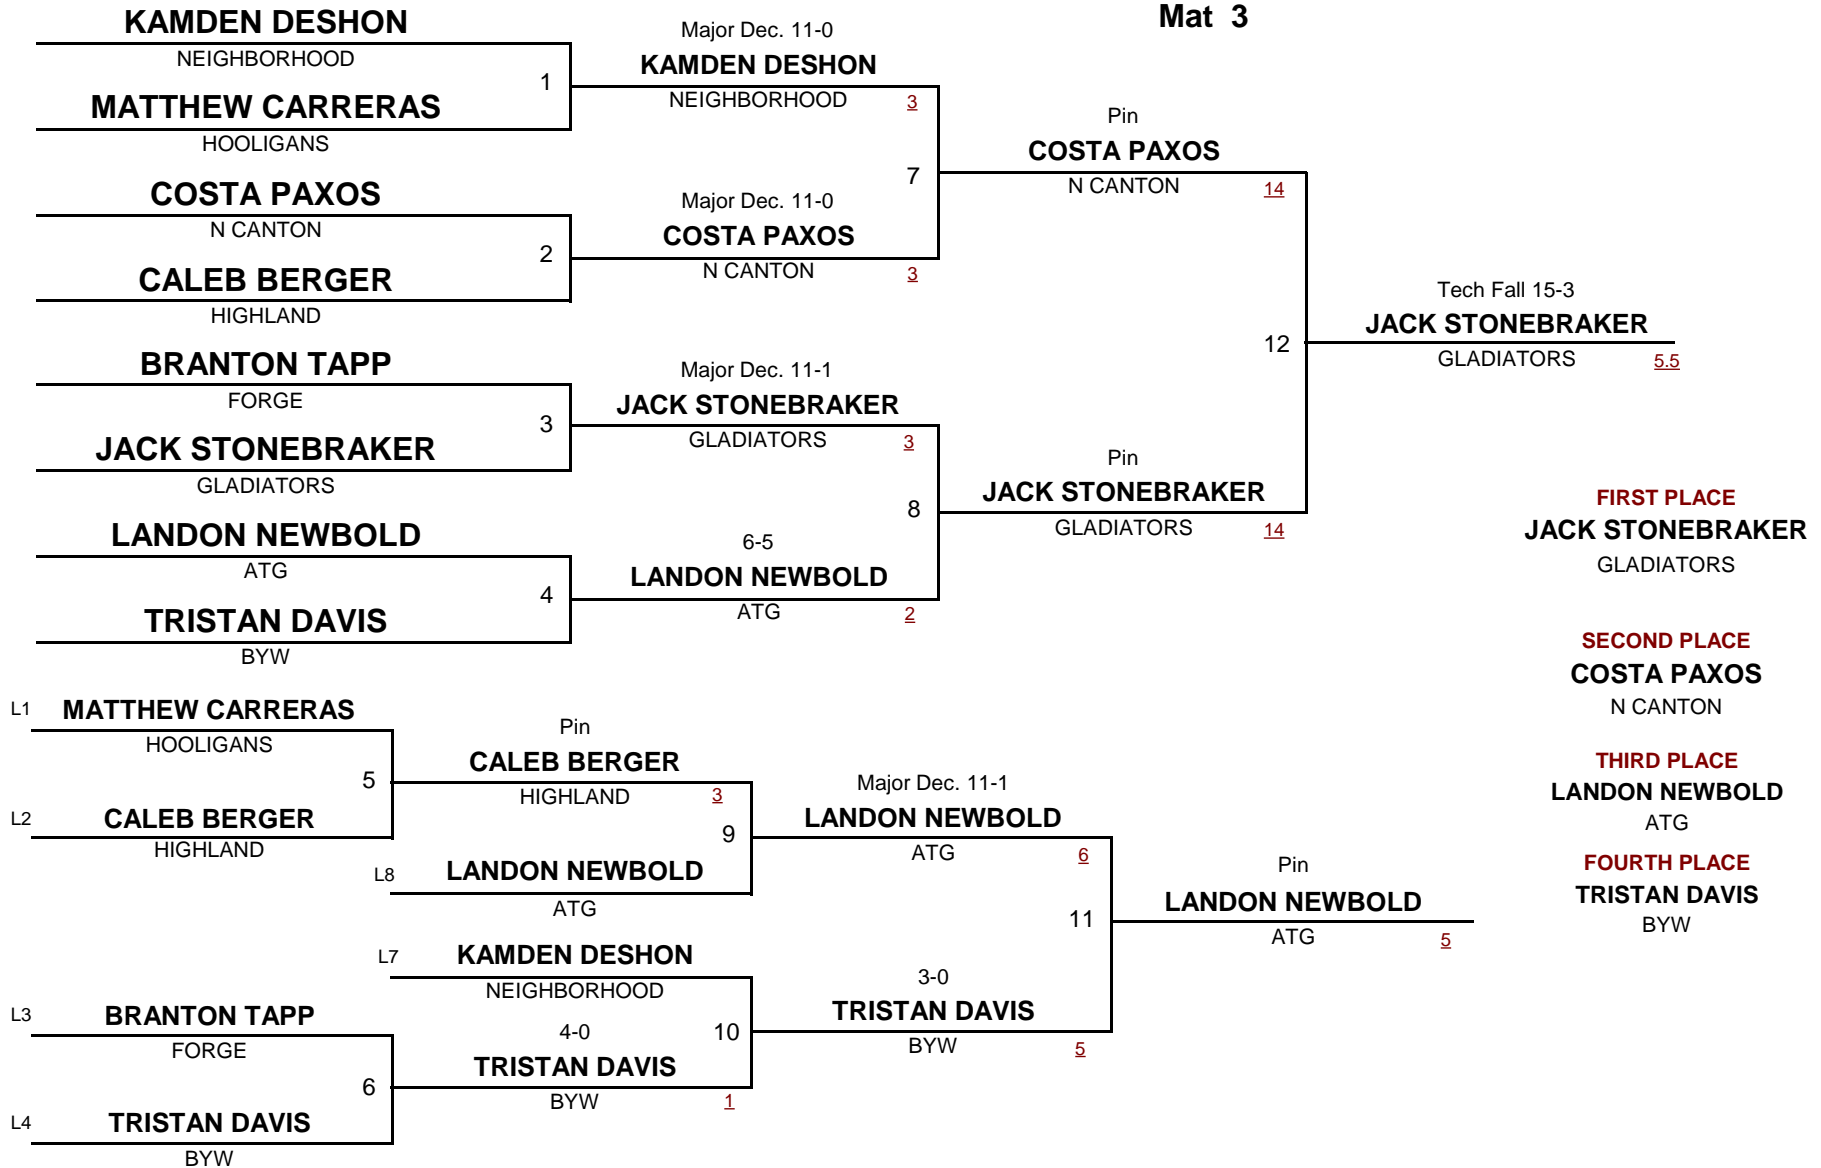 Mat 3
KAMDEN DESHON
NEIGHBORHOOD
1
MATTHEW CARRERAS
HOOLIGANS
COSTA PAXOS
N CANTON
2
CALEB BERGER
HIGHLAND
BRANTON TAPP
FORGE
3
JACK STONEBRAKER
GLADIATORS
LANDON NEWBOLD
ATG
4
TRISTAN DAVIS
BYW
Major Dec. 11-0
KAMDEN DESHON
NEIGHBORHOOD 3
7
Major Dec. 11-0
COSTA PAXOS
N CANTON 3
Major Dec. 11-1
JACK STONEBRAKER
GLADIATORS 3
8
6-5
LANDON NEWBOLD
ATG 2
Pin
COSTA PAXOS
N CANTON 14
12
Pin
JACK STONEBRAKER
GLADIATORS 14
Tech Fall 15-3
JACK STONEBRAKER
GLADIATORS 5.5
FIRST PLACE
JACK STONEBRAKER
GLADIATORS
SECOND PLACE
COSTA PAXOS
N CANTON
THIRD PLACE
LANDON NEWBOLD
ATG
FOURTH PLACE
TRISTAN DAVIS
BYW
L1 MATTHEW CARRERAS
HOOLIGANS
5
L2 CALEB BERGER
HIGHLAND
L3 BRANTON TAPP
FORGE
6
L4 TRISTAN DAVIS
BYW
Pin
CALEB BERGER
HIGHLAND 3
9
L8 LANDON NEWBOLD
ATG
L7 KAMDEN DESHON
NEIGHBORHOOD
10
4-0
TRISTAN DAVIS
BYW 1
Major Dec. 11-1
LANDON NEWBOLD
ATG 6
11
3-0
TRISTAN DAVIS
BYW 5
Pin
LANDON NEWBOLD
ATG 5